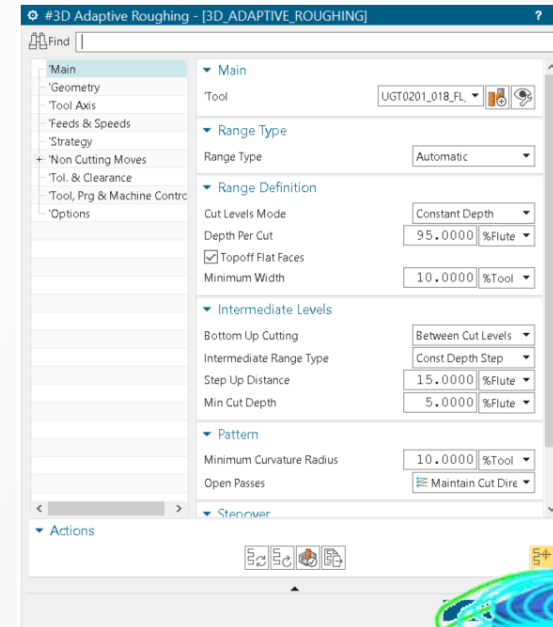 #3D Adaptive Roughing - [3D_ADAPTIVE_ROUGHING] ?
Find
'Main
'Geometry
'Tool Axis
'Feeds & Speeds
'Strategy
+ 'Non Cutting Moves
'Tol. & Clearance
'Tool, Prg & Machine Contrc
'Options
Main
'Tool UGT0201_018_FL_
Range Type
Range Type Automatic
Range Definition
Cut Levels Mode Constant Depth
Depth Per Cut 95.0000 %Flute
Topoff Flat Faces
Minimum Width 10.0000 %Tool
Intermediate Levels
Bottom Up Cutting Between Cut Levels
Intermediate Range Type Const Depth Step
Step Up Distance 15.0000 %Flute
Min Cut Depth 5.0000 %Flute
Pattern
Minimum Curvature Radius 10.0000 %Tool
Open Passes Maintain Cut Dire
Stepover
Actions